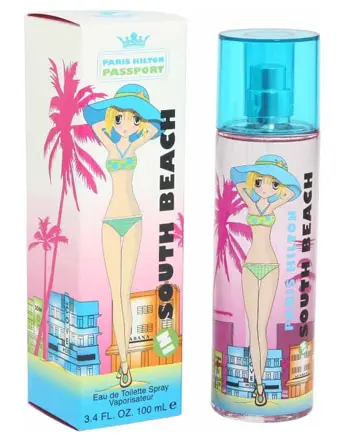 PARIS HILTON
PASSPORT
IN
SOUTH BEACH
Eau de Toilette Spray
Vaporisateur
3.4 FL. OZ. 100 mL e
PARIS HILTON
SOUTH BEACH